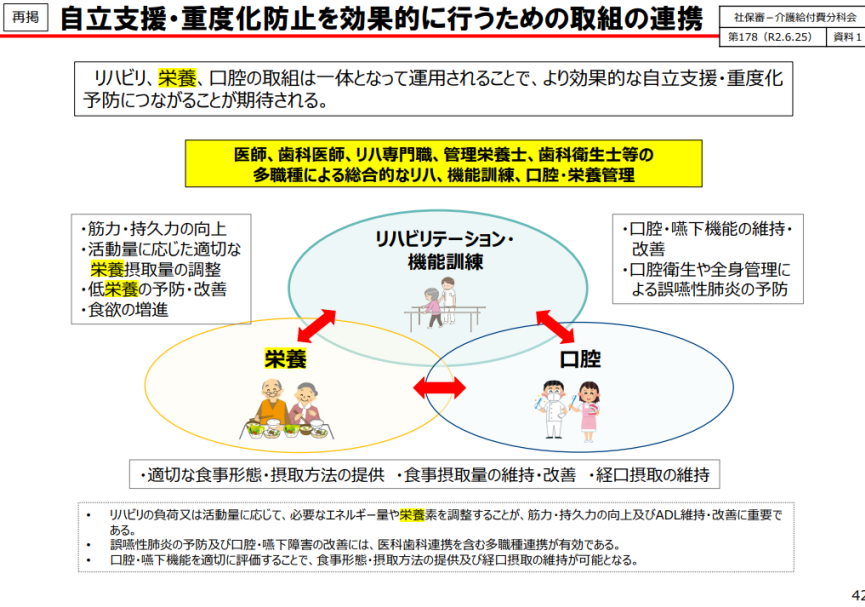 再掲
自立支援・重度化防止を効果的に行うための取組の連携
社保審－介護給付費分科会
第178（R2.6.25）
資料１
リハビリ、栄養、口腔の取組は一体となって運用されることで、より効果的な自立支援・重度化
予防につながることが期待される。
医師、歯科医師、リハ専門職、管理栄養士、歯科衛生士等の
多職種による総合的なリハ、機能訓練、口腔・栄養管理
・筋力・持久力の向上
・活動量に応じた適切な
栄養摂取量の調整
・低栄養の予防・改善
・食欲の増進
リハビリテーション・
機能訓練
・口腔・嚥下機能の維持・
改善
・口腔衛生や全身管理に
よる誤嚥性肺炎の予防
栄養
口腔
・適切な食事形態・摂取方法の提供 ・食事摂取量の維持・改善 ・経口摂取の維持
• リハビリの負荷又は活動量に応じて、必要なエネルギー量や栄養素を調整することが、筋力・持久力の向上及びADL維持・改善に重要で
ある。
• 誤嚥性肺炎の予防及び口腔・嚥下障害の改善には、医科歯科連携を含む多職種連携が有効である。
• 口腔・嚥下機能を適切に評価することで、食事形態・摂取方法の提供及び経口摂取の維持が可能となる。
42